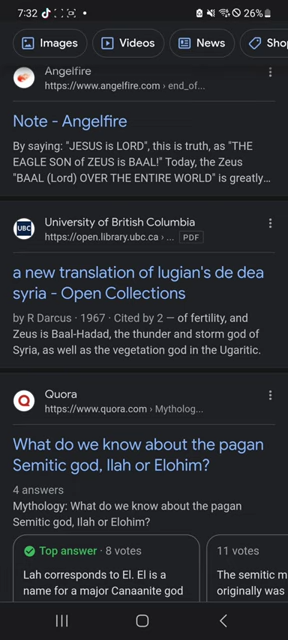 7:32
26%
Images
Videos
News
Sho
Angelfire
https://www.angelfire.com › end_of...
Note - Angelfire
By saying: "JESUS is LORD", this is truth, as "THE
EAGLE SON of ZEUS is BAAL!" Today, the Zeus
"BAAL (Lord) OVER THE ENTIRE WORLD" is greatly...
UBC
University of British Columbia
https://open.library.ubc.ca › ... PDF
a new translation of lugian's de dea
syria - Open Collections
by R Darcus · 1967 · Cited by 2 — of fertility, and
Zeus is Baal-Hadad, the thunder and storm god of
Syria, as well as the vegetation god in the Ugaritic.
Quora
https://www.quora.com › Mytholog...
What do we know about the pagan
Semitic god, Ilah or Elohim?
4 answers
Mythology: What do we know about the pagan
Semitic god, Ilah or Elohim?
Top answer · 8 votes
Lah corresponds to El. El is a
name for a major Canaanite god
11 votes
The semitic m
originally was